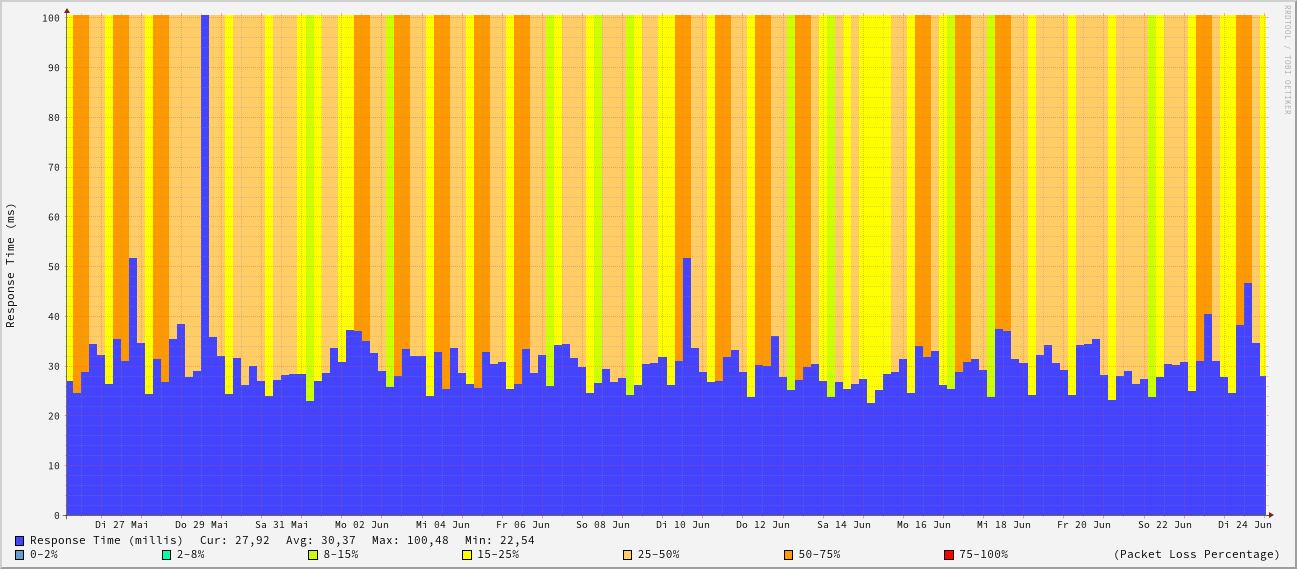 RRDTOOL / TOBI OETIKER
Response Time (ms)
100
90
80
70
60
50
40
30
20
10
0
Di 27 Mai Do 29 Mai Sa 31 Mai Mo 02 Jun Mi 04 Jun Fr 06 Jun So 08 Jun Di 10 Jun Do 12 Jun Sa 14 Jun Mo 16 Jun Mi 18 Jun Fr 20 Jun So 22 Jun Di 24 Jun
Response Time (millis) Cur: 27,92 Avg: 30,37 Max: 100,48 Min: 22,54
0-2% 2-8% 8-15% 15-25% 25-50% 50-75% 75-100% (Packet Loss Percentage)